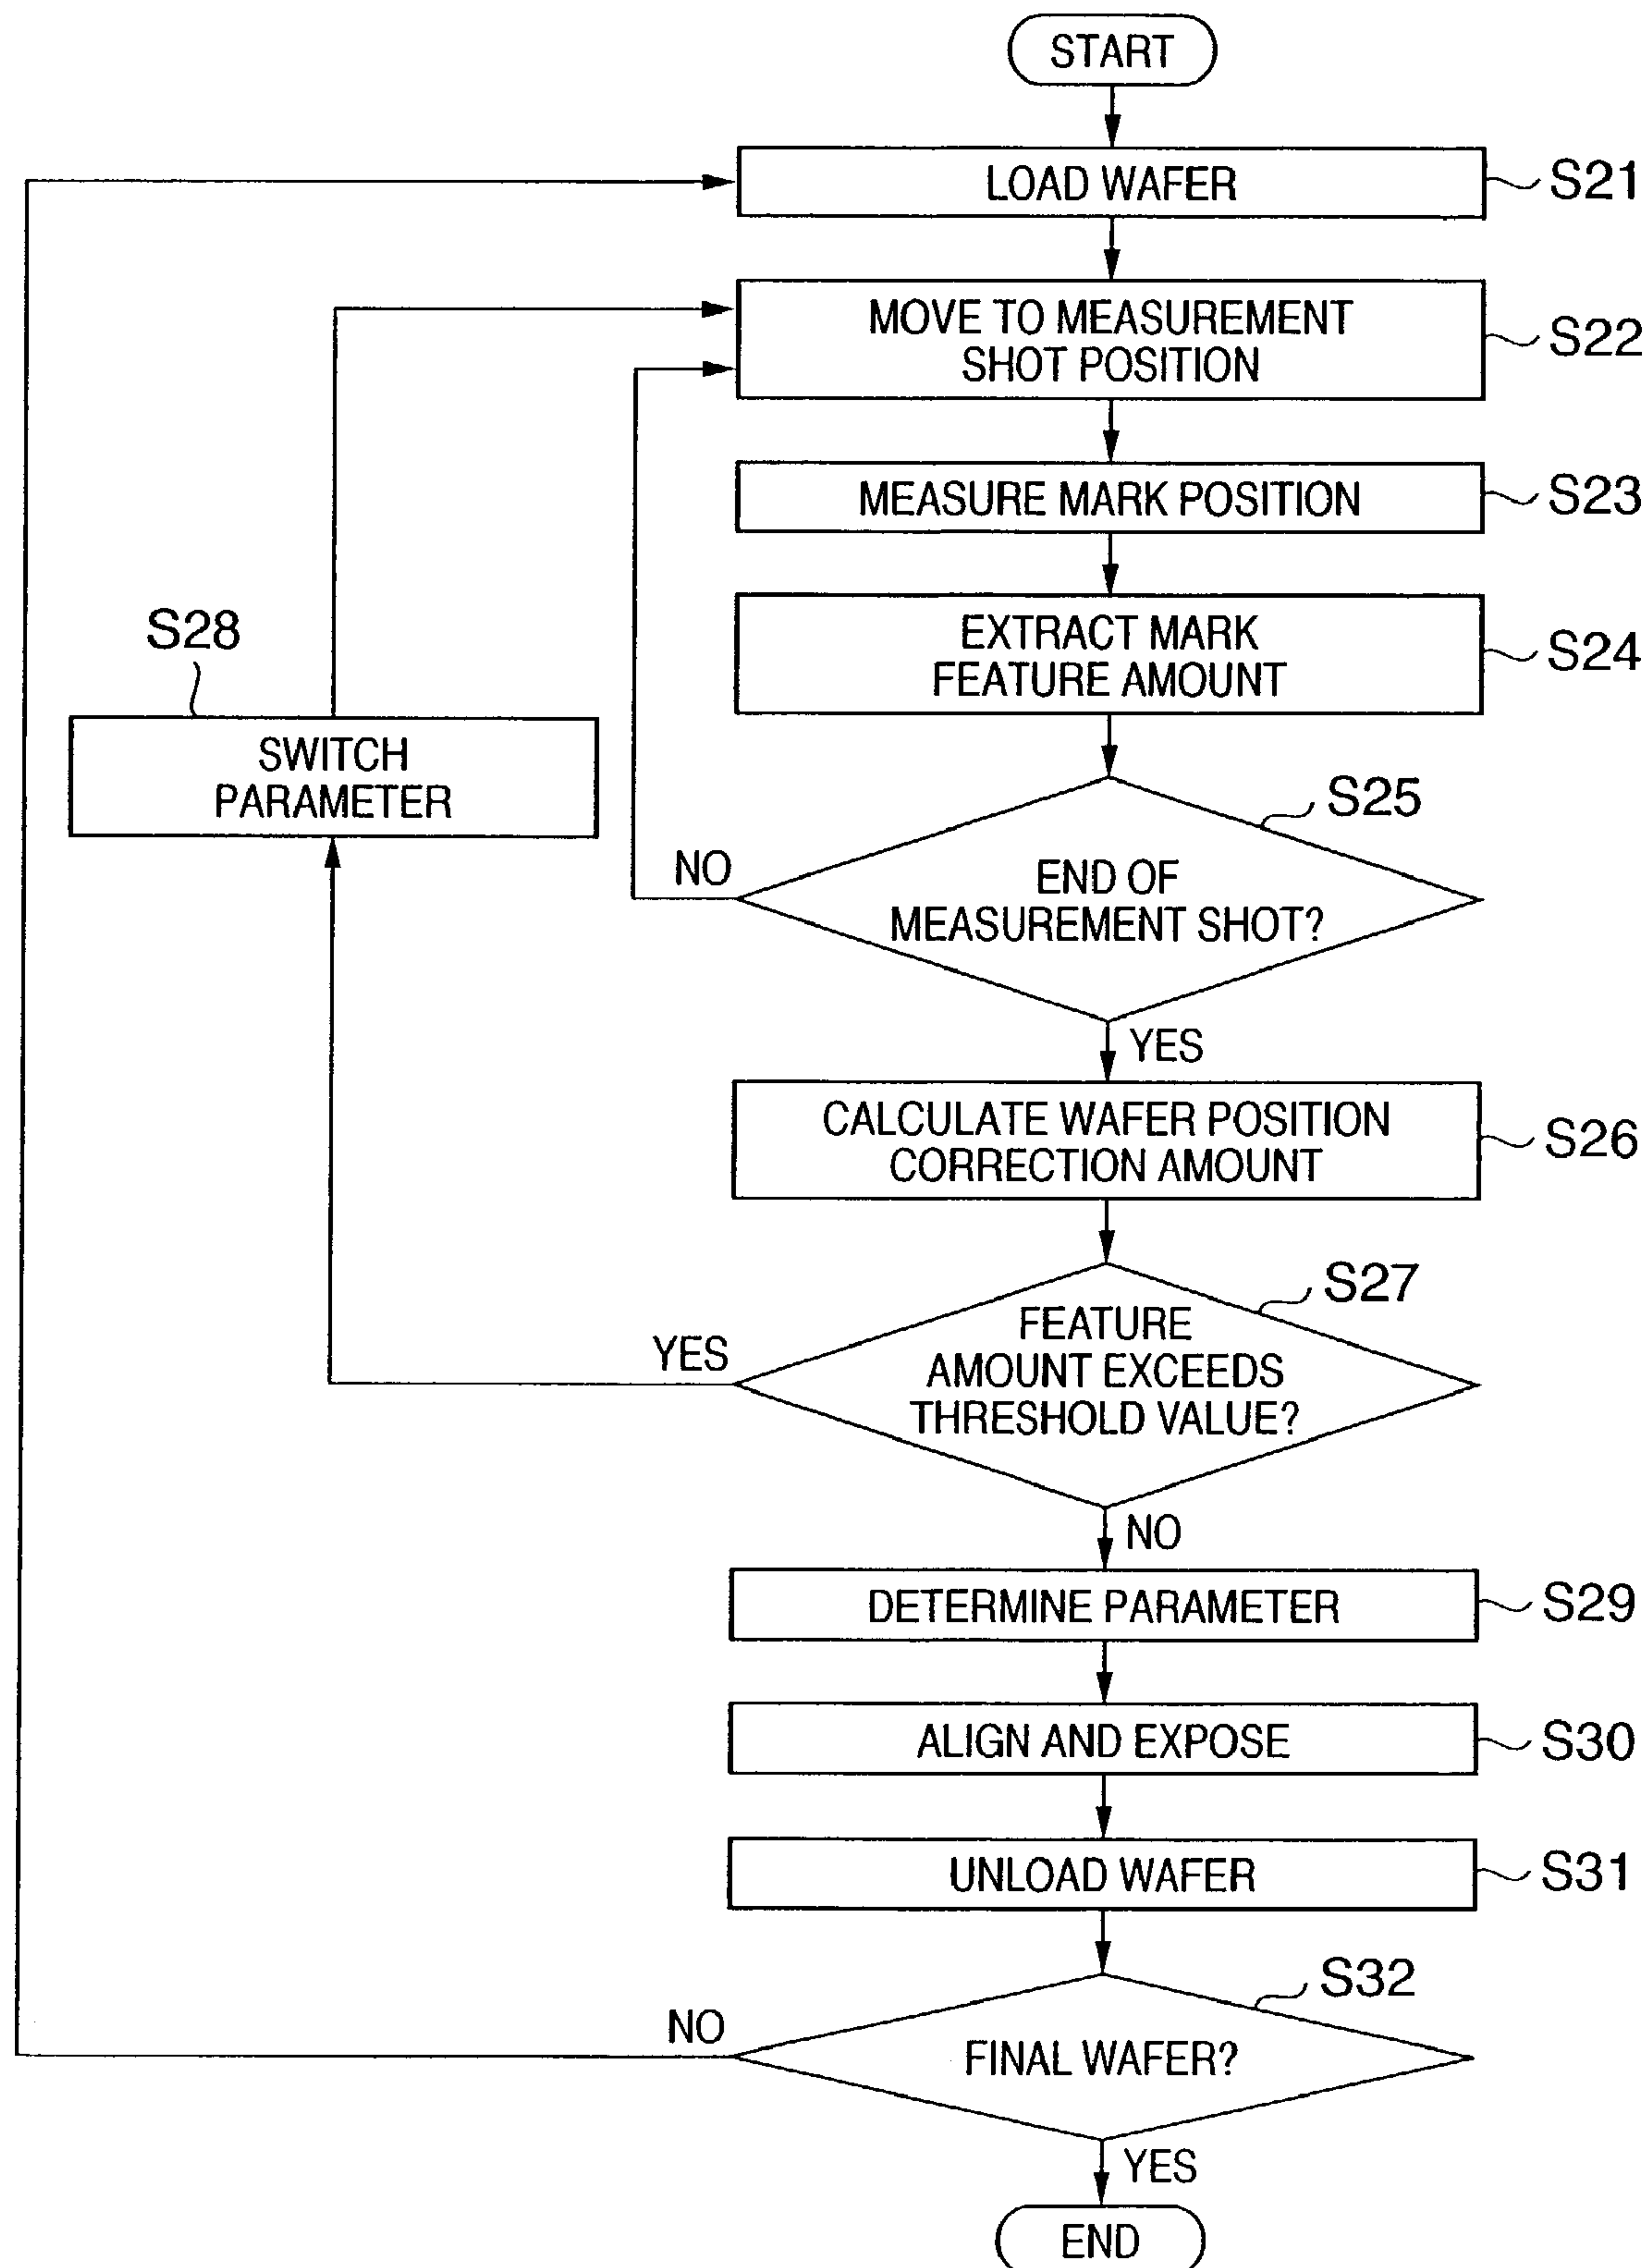 START
LOAD WAFER
S21
MOVE TO MEASUREMENT
SHOT POSITION
S22
MEASURE MARK POSITION
S23
EXTRACT MARK
FEATURE AMOUNT
S24
S28
SWITCH
PARAMETER
S25
NO
END OF
MEASUREMENT SHOT?
YES
CALCULATE WAFER POSITION
CORRECTION AMOUNT
S26
S27
YES
FEATURE
AMOUNT EXCEEDS
THRESHOLD VALUE?
NO
DETERMINE PARAMETER
S29
ALIGN AND EXPOSE
S30
UNLOAD WAFER
S31
S32
NO
FINAL WAFER?
YES
END